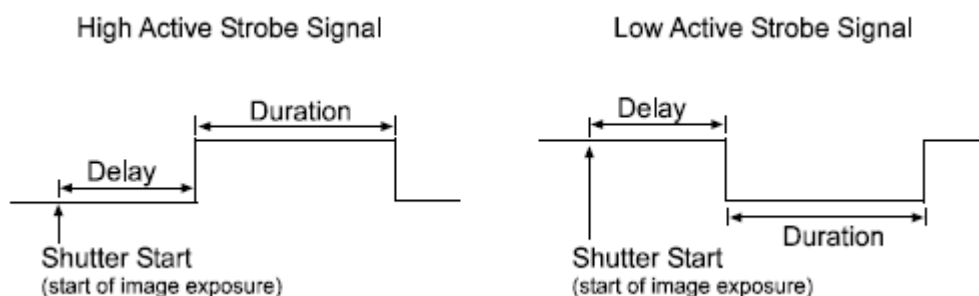 High Active Strobe Signal
Duration
Delay
Shutter Start
(start of image exposure)
Low Active Strobe Signal
Delay
Duration
Shutter Start
(start of image exposure)